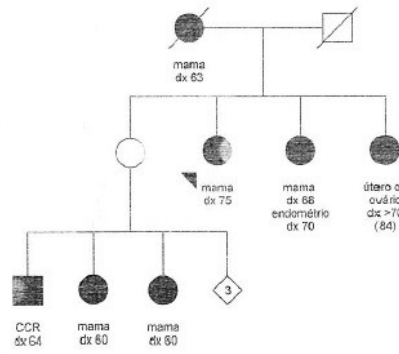 mama
dx 63
mama
dx 75
mama
dx 68
endométrio
dx 70
útero o
ovário
dx >70
(84)
CCR
dx 64
mama
dx 60
mama
dx 60
3